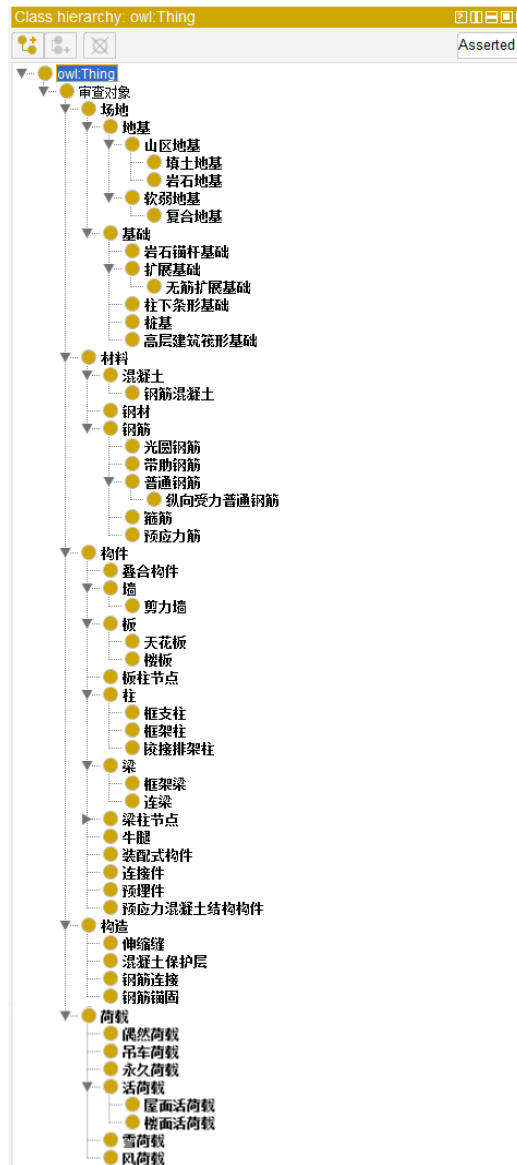 Class hierarchy: owl:Thing
Asserted
owl:Thing
审查对象
场地
地基
山区地基
填土地基
岩石地基
软弱地基
复合地基
基础
岩石锚杆基础
扩展基础
无筋扩展基础
柱下条形基础
桩基
高层建筑筏形基础
材料
混凝土
钢筋混凝土
钢材
钢筋
光圆钢筋
带肋钢筋
普通钢筋
纵向受力普通钢筋
箍筋
预应力筋
构件
叠合构件
墙
剪力墙
板
天花板
楼板
板柱节点
柱
框支柱
框架柱
梁
框架梁
连梁
梁柱节点
牛腿
装配式构件
连接件
预埋件
预应力混凝土结构构件
构造
伸缩缝
混凝土保护层
钢筋连接
钢筋锚固
荷载
偶然荷载
吊车荷载
永久荷载
活荷载
屋面活荷载
楼面活荷载
雪荷载
风荷载